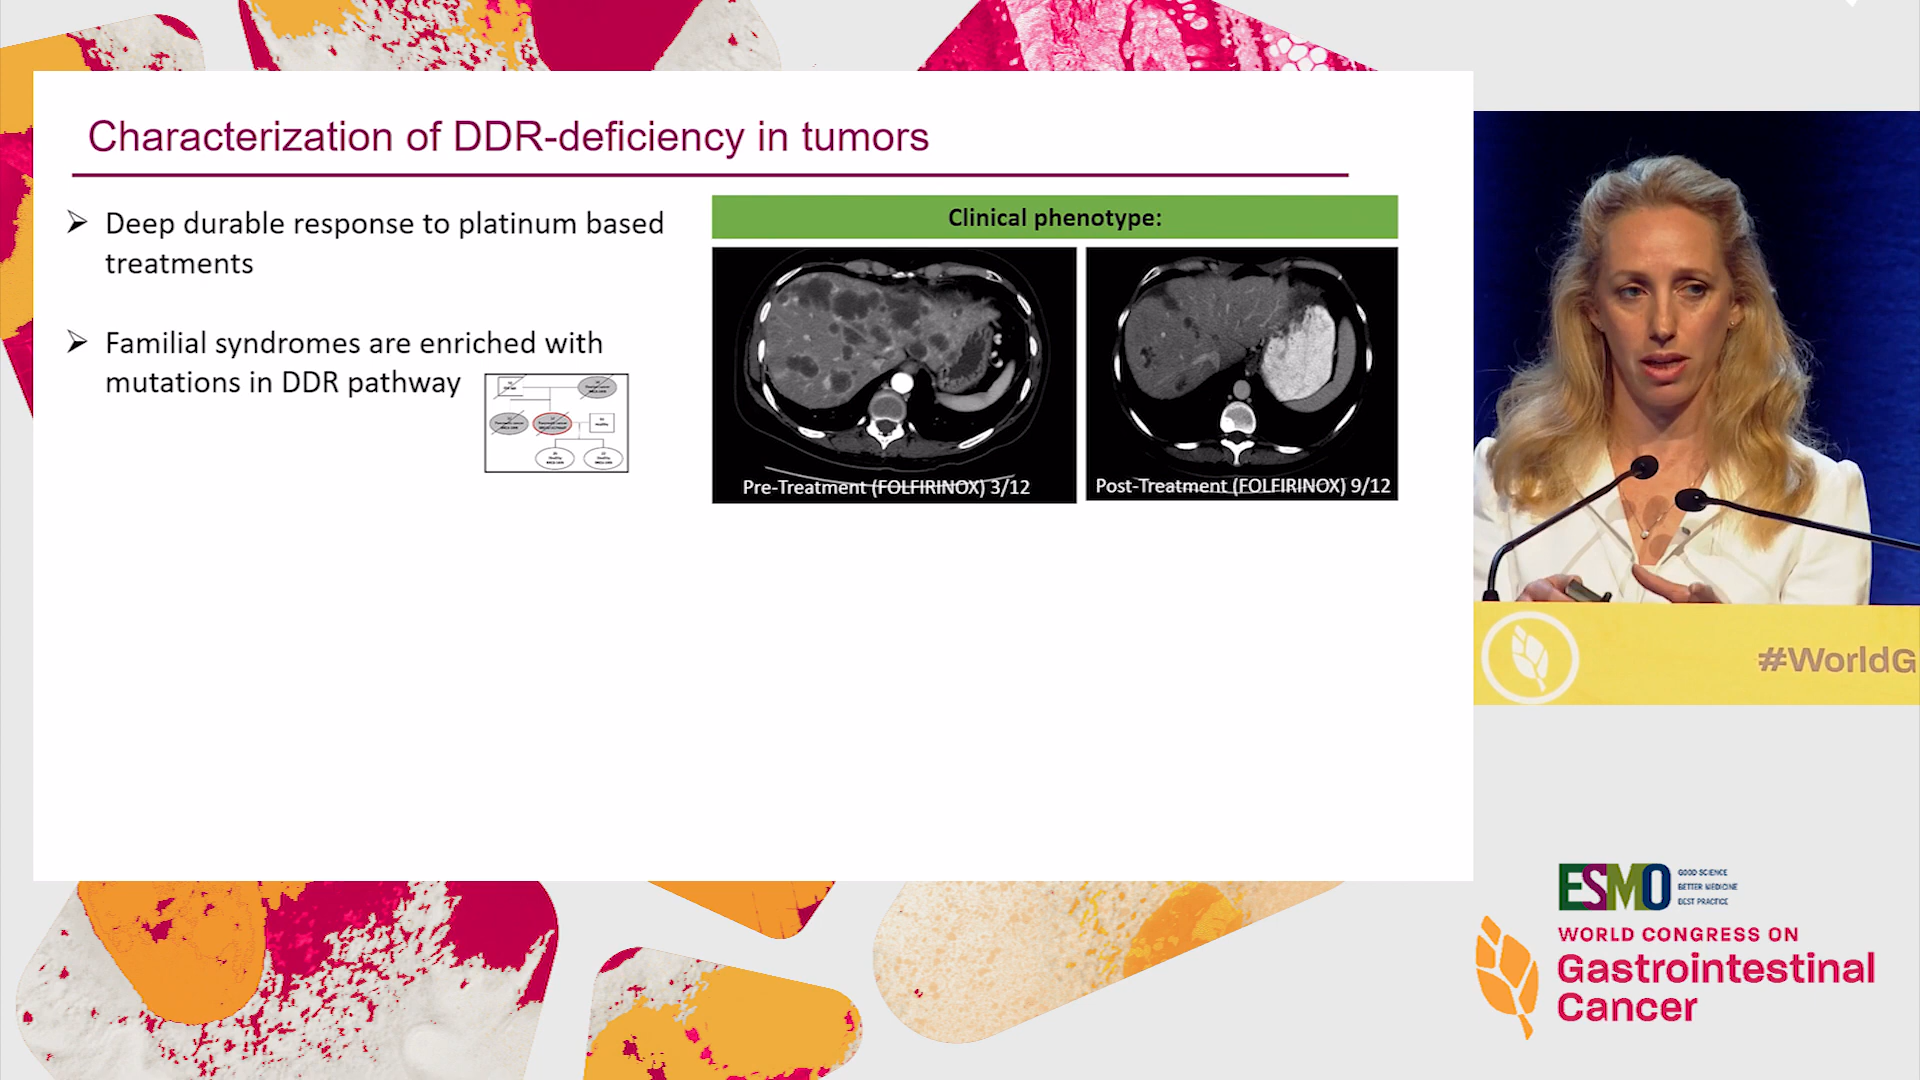 Characterization of DDR-deficiency in tumors
Deep durable response to platinum based
treatments
Familial syndromes are enriched with
mutations in DDR pathway
Clinical phenotype:
Pre-Treatment (FOLFIRINOX) 3/12
Post-Treatment (FOLFIRINOX) 9/12
#WorldG
ESMO
GOOD SCIENCE
BETTER MEDICINE
BEST PRACTICE
WORLD CONGRESS ON
Gastrointestinal
Cancer